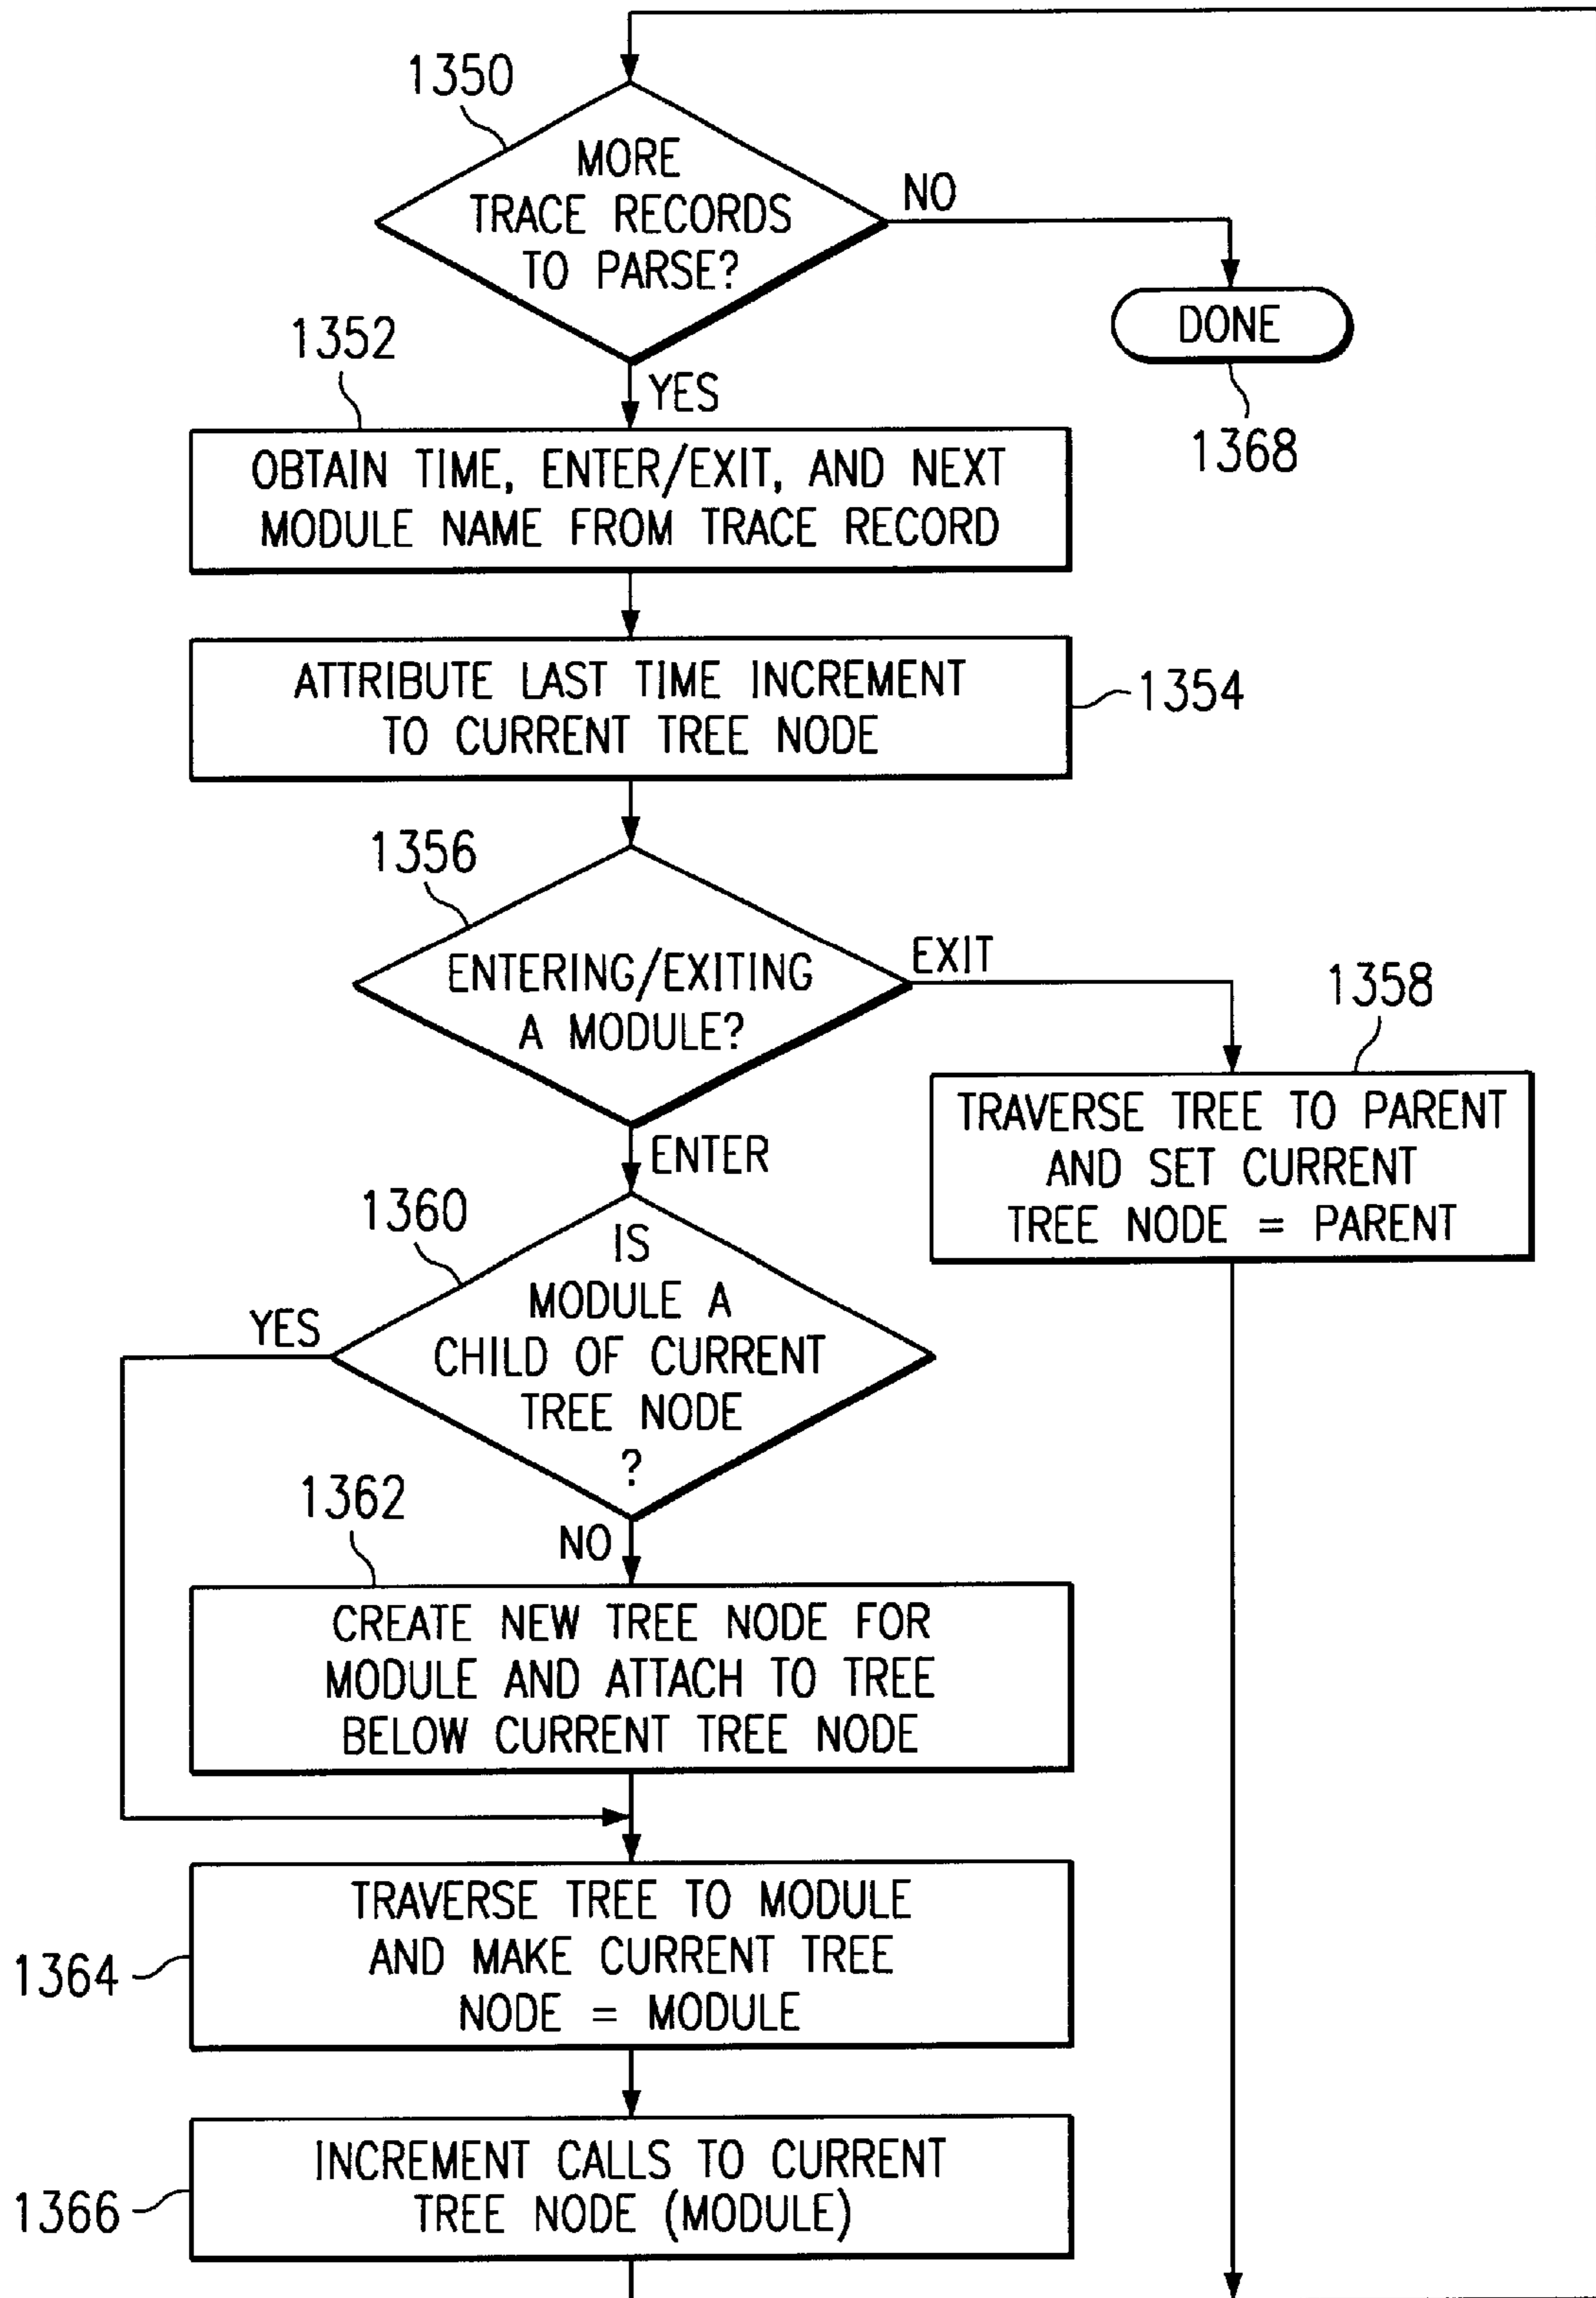 1350
MORE
TRACE RECORDS
TO PARSE?
NO
DONE
1368
YES
1352
OBTAIN TIME, ENTER/EXIT, AND NEXT
MODULE NAME FROM TRACE RECORD
ATTRIBUTE LAST TIME INCREMENT
TO CURRENT TREE NODE
1354
1356
ENTERING/EXITING
A MODULE?
EXIT
1358
TRAVERSE TREE TO PARENT
AND SET CURRENT
TREE NODE = PARENT
ENTER
1360
IS
MODULE A
CHILD OF CURRENT
TREE NODE
?
YES
NO
1362
CREATE NEW TREE NODE FOR
MODULE AND ATTACH TO TREE
BELOW CURRENT TREE NODE
TRAVERSE TREE TO MODULE
AND MAKE CURRENT TREE
NODE = MODULE
1364
INCREMENT CALLS TO CURRENT
TREE NODE (MODULE)
1366